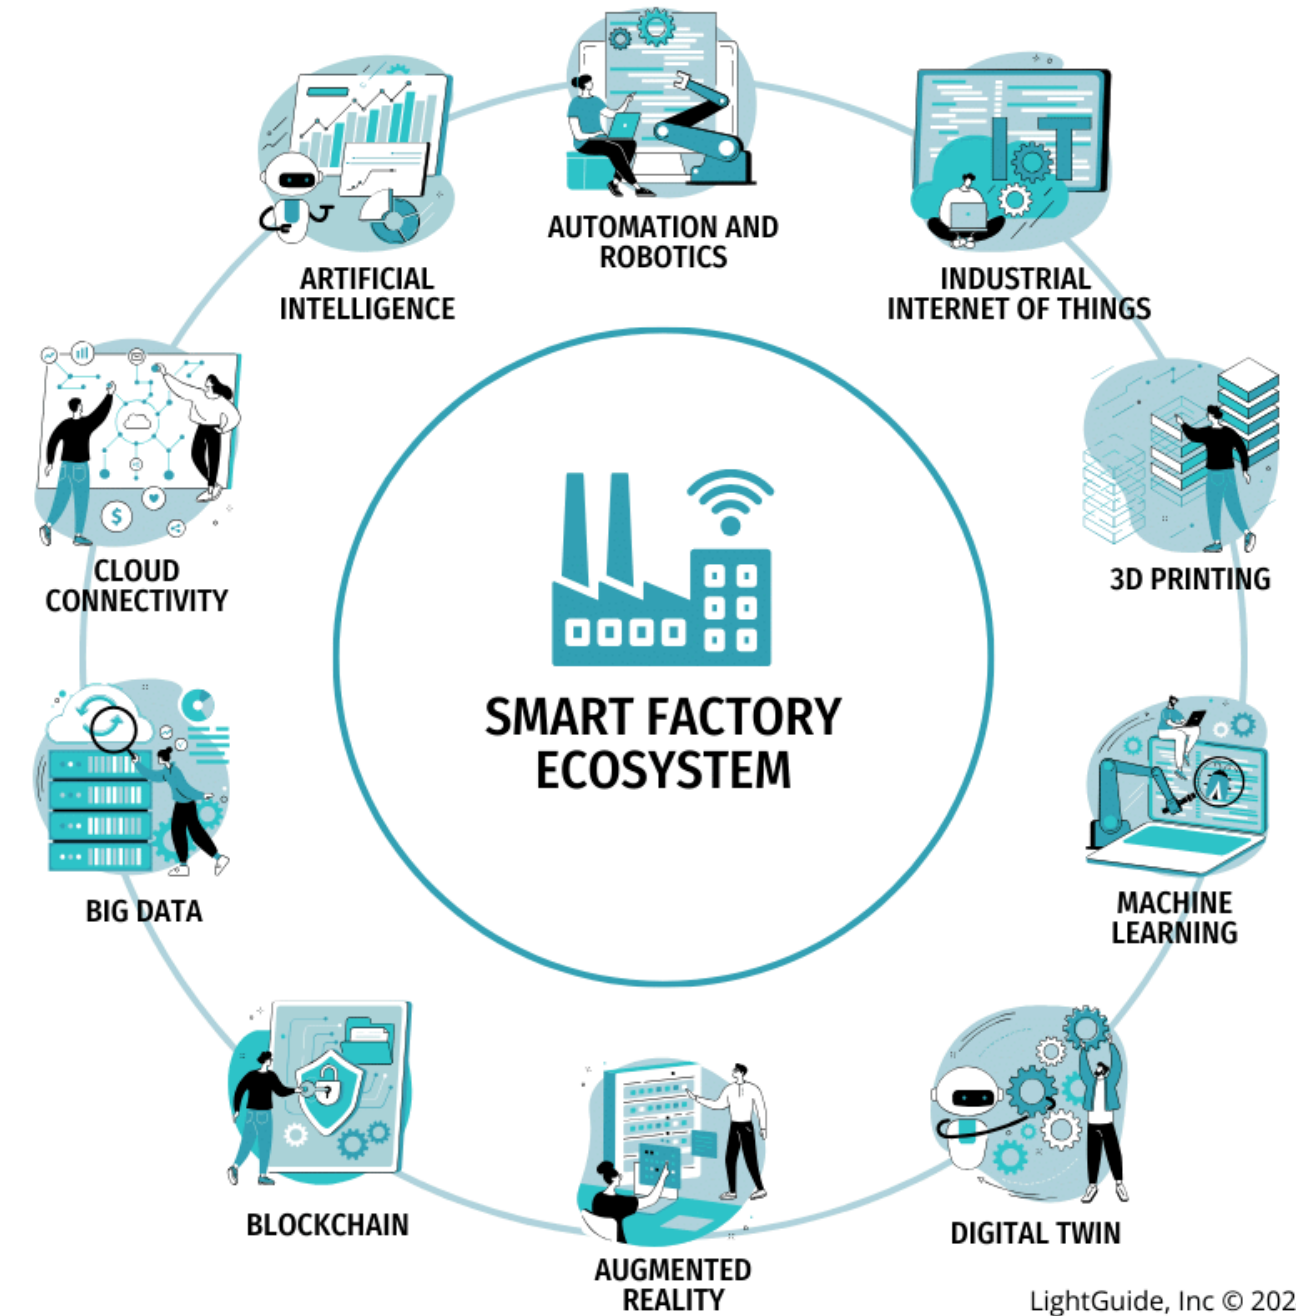 AUTOMATION AND
ROBOTICS
IoT
INDUSTRIAL
INTERNET OF THINGS
3D PRINTING
MACHINE
LEARNING
DIGITAL TWIN
AUGMENTED
REALITY
BLOCKCHAIN
BIG DATA
CLOUD
CONNECTIVITY
$
ARTIFICIAL
INTELLIGENCE
SMART FACTORY
ECOSYSTEM
LightGuide, Inc © 202